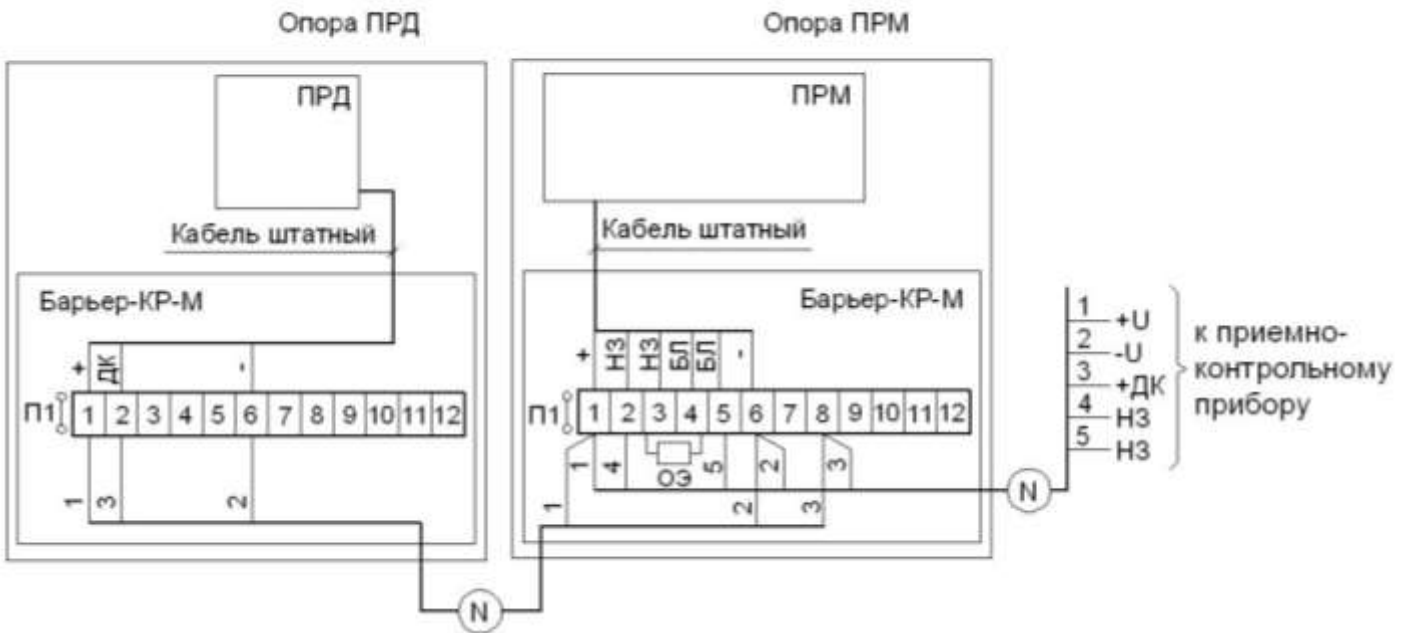 Опора ПРД
Опора ПРМ
ПРД
ПРМ
Кабель штатный
Кабель штатный
Барьер-КР-М
Барьер-КР-М
+ ДК -
+ НЗ НЗ БЛ БЛ -
П1 1 2 3 4 5 6 7 8 9 10 11 12
П1 1 2 3 4 5 6 7 8 9 10 11 12
1 3 2
1 4 ОЭ 5 2 3
1 2 3
N
N
1 +U
2 -U
3 +ДК
4 НЗ
5 НЗ
к приемно-
контрольному
прибору